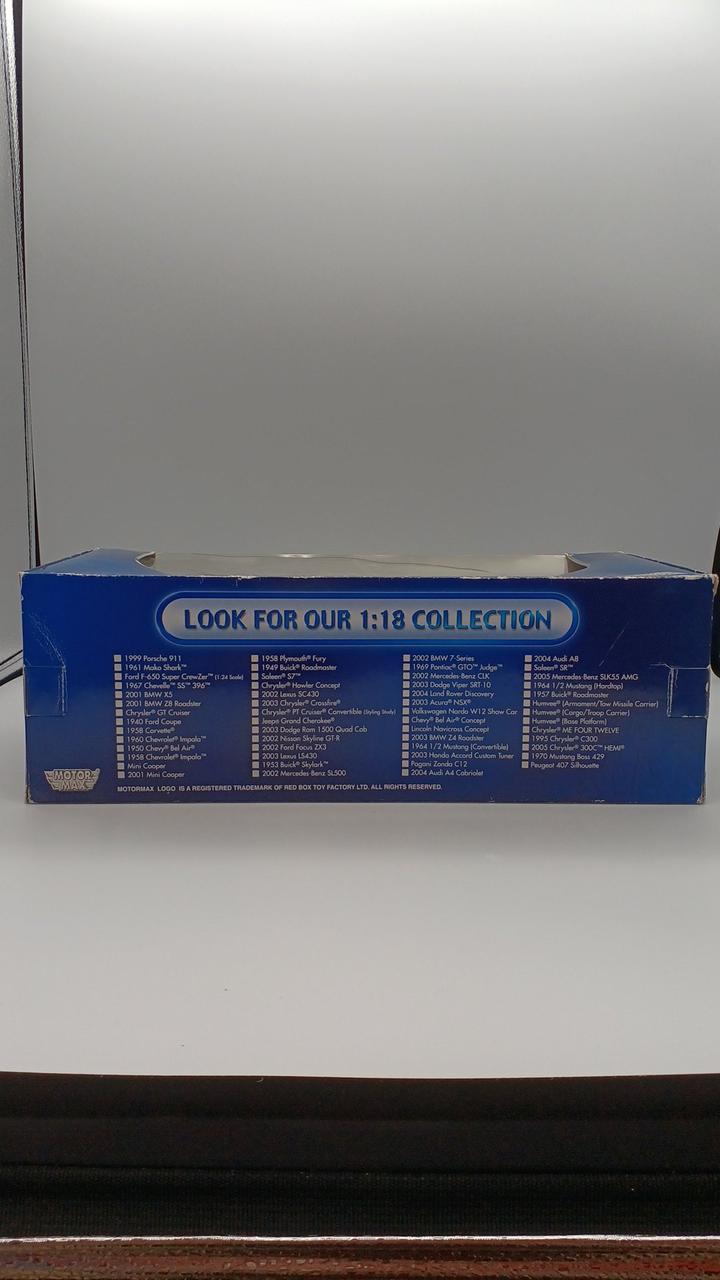 LOOK FOR OUR 1:18 COLLECTION
1999 Porsche 911
1961 Mako Shark™
Ford F-650 Super CrewZer™ (1:24 Scale)
1967 Chevelle™ SS™ 396™
2001 BMW X5
2001 BMW Z8 Roadster
Chrysler® GT Cruiser
1940 Ford Coupe
1958 Corvette®
1960 Chevrolet® Impala™
1950 Chevy® Bel Air®
1958 Chevrolet® Impala™
Mini Cooper
2001 Mini Cooper
1958 Plymouth® Fury
1949 Buick® Roadmaster
Saleen® S7™
Chrysler® Howler Concept
2002 Lexus SC430
2003 Chrysler® Crossfire®
Chrysler® PT Cruiser® Convertible (Styling Study)
Jeep® Grand Cherokee®
2003 Dodge Ram 1500 Quad Cab
2002 Nissan Skyline GT-R
2002 Ford Focus ZX3
2003 Lexus LS430
1953 Buick® Skylark™
2002 Mercedes Benz SL500
2002 BMW 7-Series
1969 Pontiac® GTO™ Judge™
2002 Mercedes-Benz CLK
2003 Dodge Viper SRT-10
2004 Land Rover Discovery
2003 Acura® NSX®
Volkswagen Nardo W12 Show Car
Chevy® Bel Air® Concept
Lincoln Navicross Concept
2003 BMW Z4 Roadster
1964 1/2 Mustang (Convertible)
2003 Honda Accord Custom Tuner
Pagani Zonda C12
2004 Audi A4 Cabriolet
2004 Audi A8
Saleen® SR™
2005 Mercedes Benz SLK55 AMG
1964 1/2 Mustang (Hardtop)
1957 Buick® Roadmaster
Humvee® (Armament/Tow Missile Carrier)
Humvee® (Cargo/Troop Carrier)
Humvee® (Base Platform)
Chrysler® ME FOUR TWELVE
1995 Chrysler® C300
2005 Chrysler® 300C™ HEMI®
1970 Mustang Boss 429
Peugeot 407 Silhouette
MOTOR
MAX
MOTORMAX LOGO IS A REGISTERED TRADEMARK OF RED BOX TOY FACTORY LTD. ALL RIGHTS RESERVED.